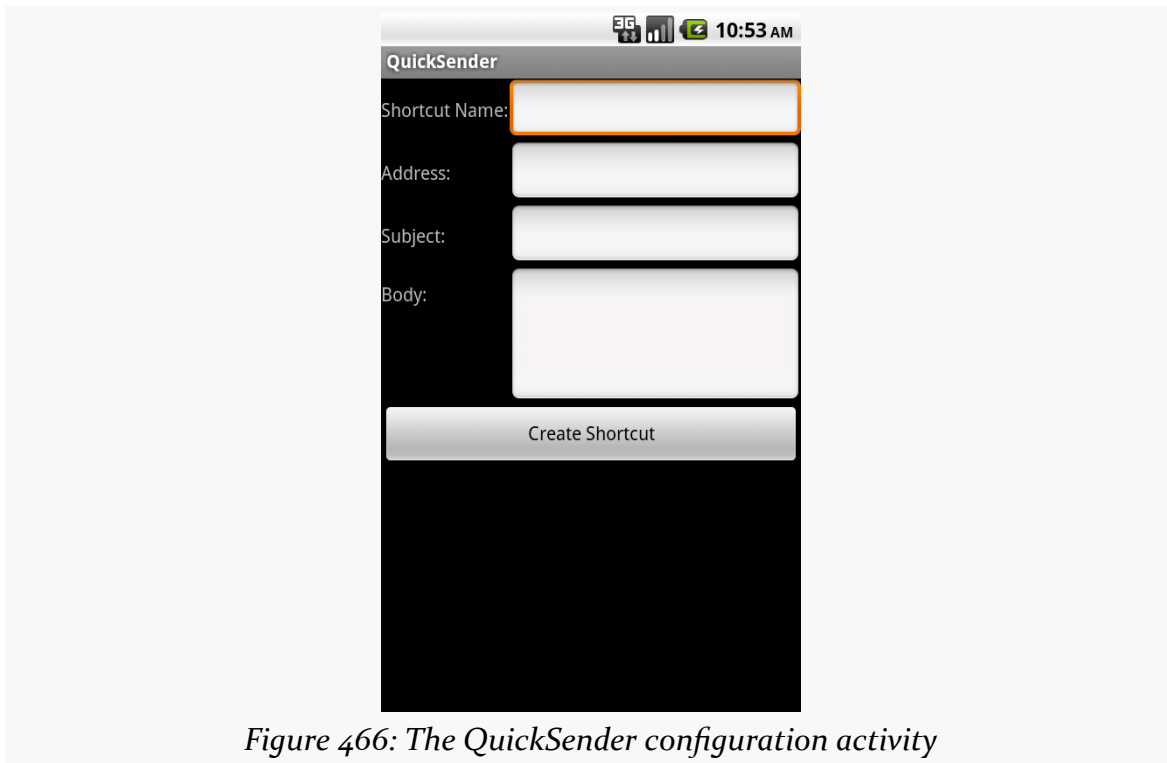 3G 10:53 AM
QuickSender
Shortcut Name:
Address:
Subject:
Body:
Create Shortcut
Figure 466: The QuickSender configuration activity